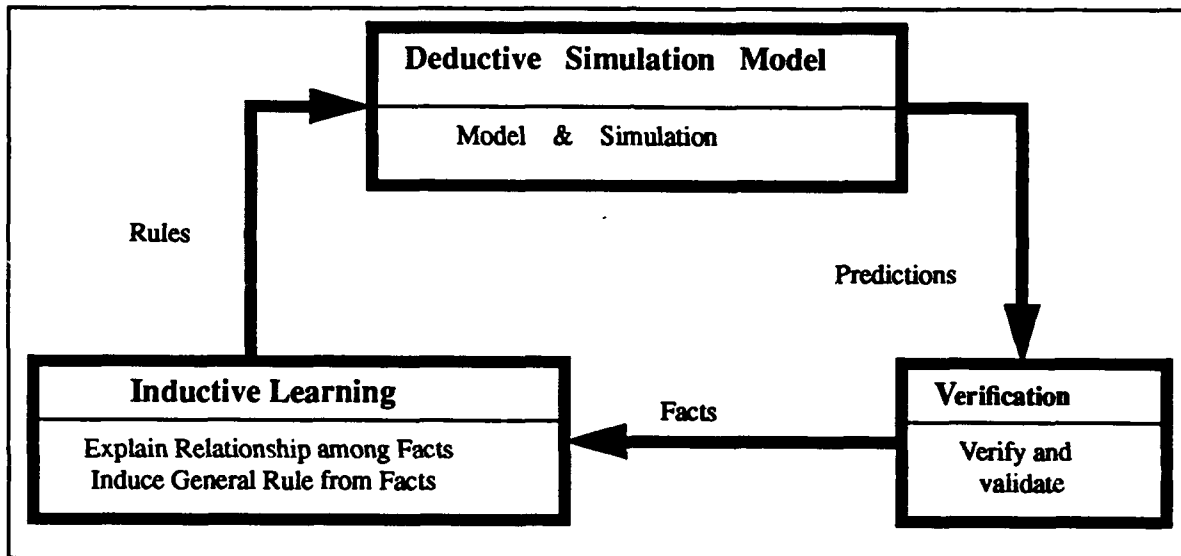 Deductive Simulation Model
Model & Simulation
Rules
Predictions
Inductive Learning
Explain Relationship among Facts
Induce General Rule from Facts
Facts
Verification
Verify and
validate